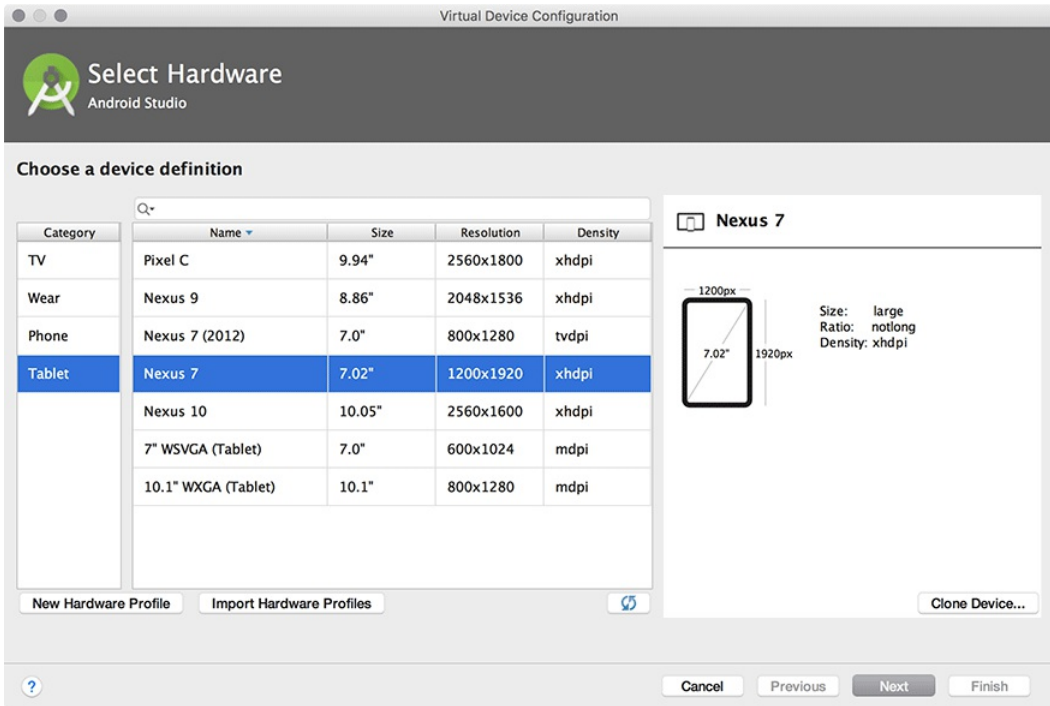 Virtual Device Configuration
Select Hardware
Android Studio
Choose a device definition
Category Name Size Resolution Density
TV Pixel C 9.94" 2560x1800 xhdpi
Wear Nexus 9 8.86" 2048x1536 xhdpi
Phone Nexus 7 (2012) 7.0" 800x1280 tvdpi
Tablet Nexus 7 7.02" 1200x1920 xhdpi
Nexus 10 10.05" 2560x1600 xhdpi
7" WSVGA (Tablet) 7.0" 600x1024 mdpi
10.1" WXGA (Tablet) 10.1" 800x1280 mdpi
New Hardware Profile Import Hardware Profiles
Nexus 7
1200px
7.02" 1920px
Size: large
Ratio: notlong
Density: xhdpi
Clone Device...
? Cancel Previous Next Finish